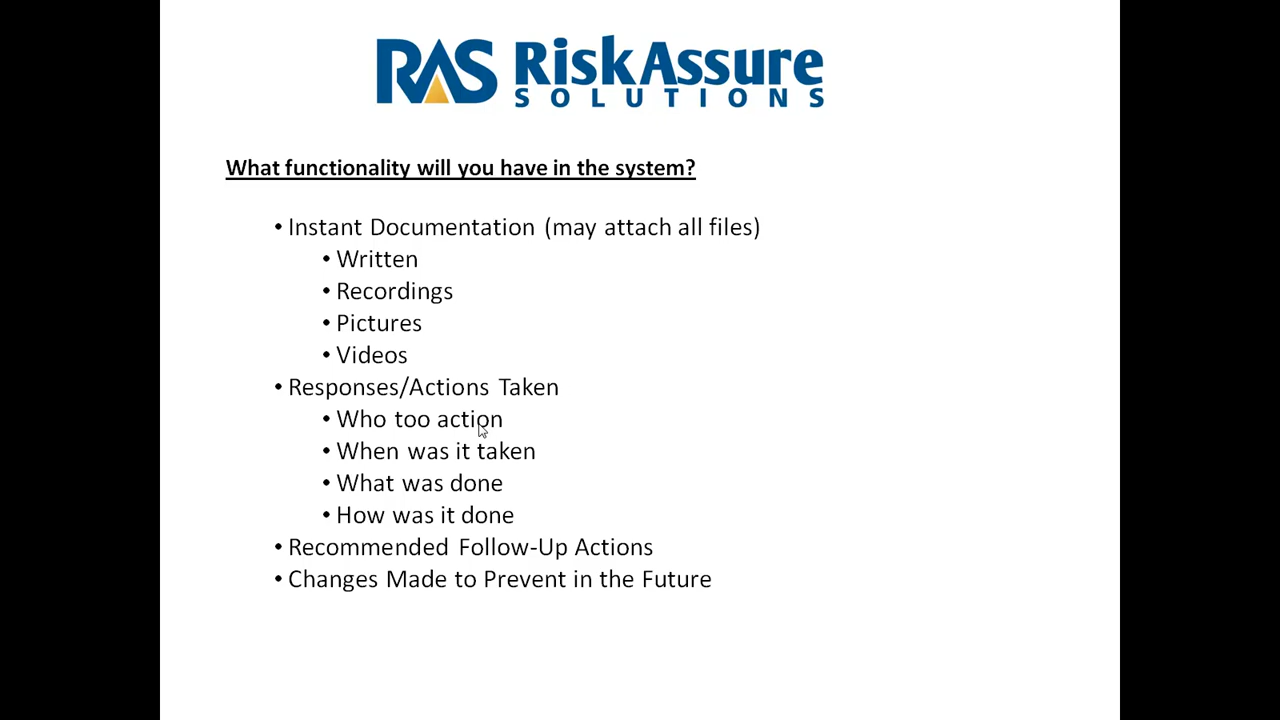 RAS RiskAssure
SOLUTIONS
What functionality will you have in the system?
• Instant Documentation (may attach all files)
• Written
• Recordings
• Pictures
• Videos
• Responses/Actions Taken
• Who too action
• When was it taken
• What was done
• How was it done
• Recommended Follow-Up Actions
• Changes Made to Prevent in the Future